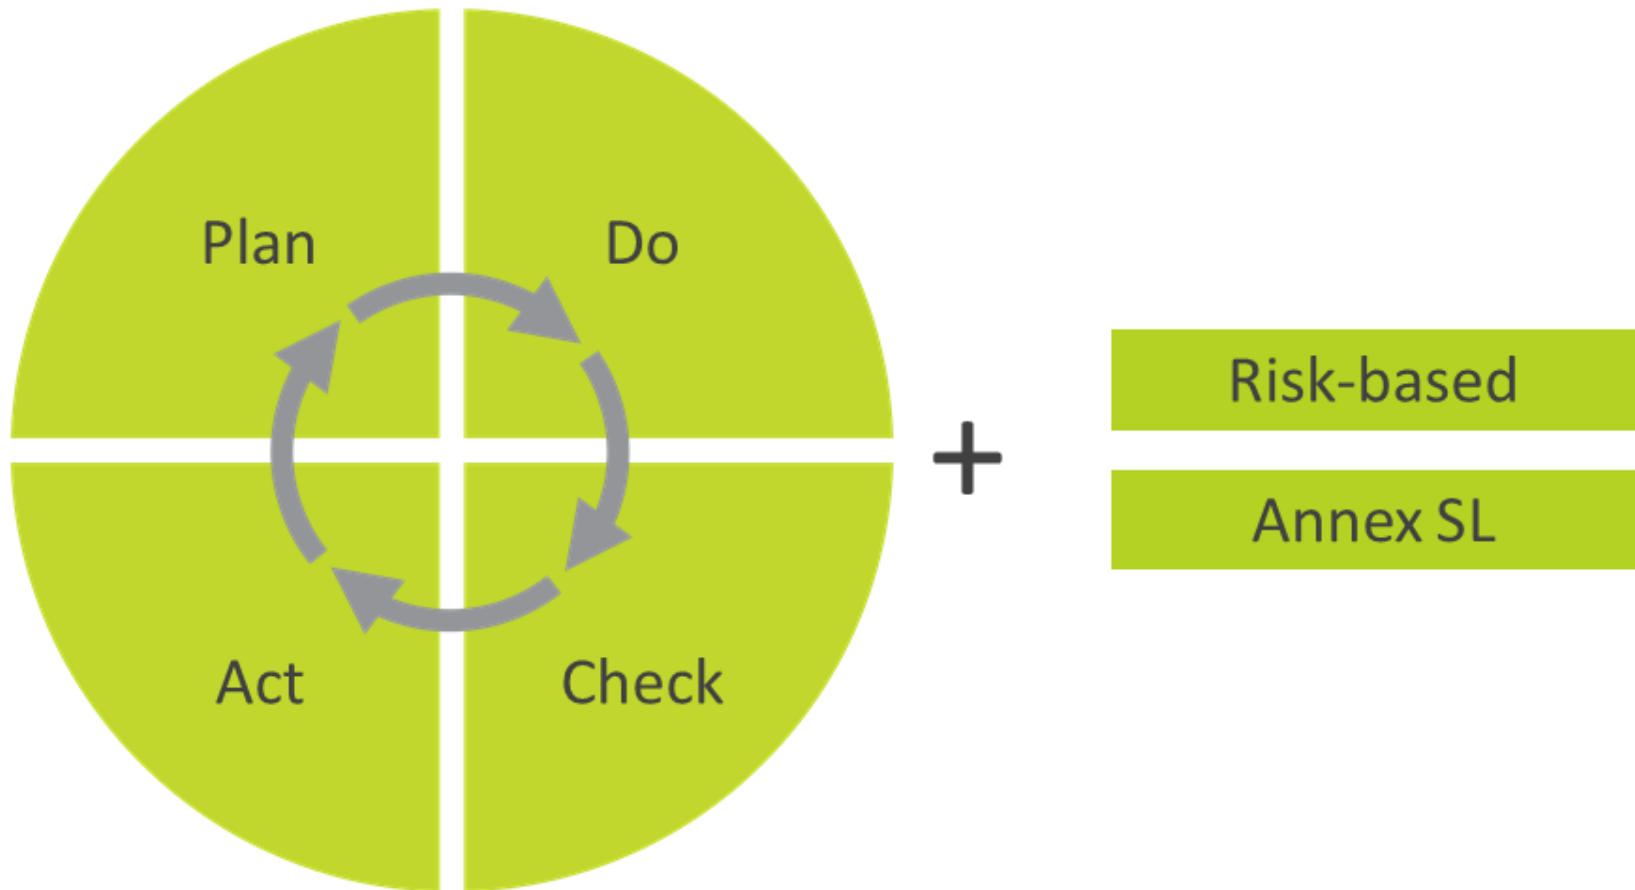 Plan
Do
Act
Check
+
Risk-based
Annex SL